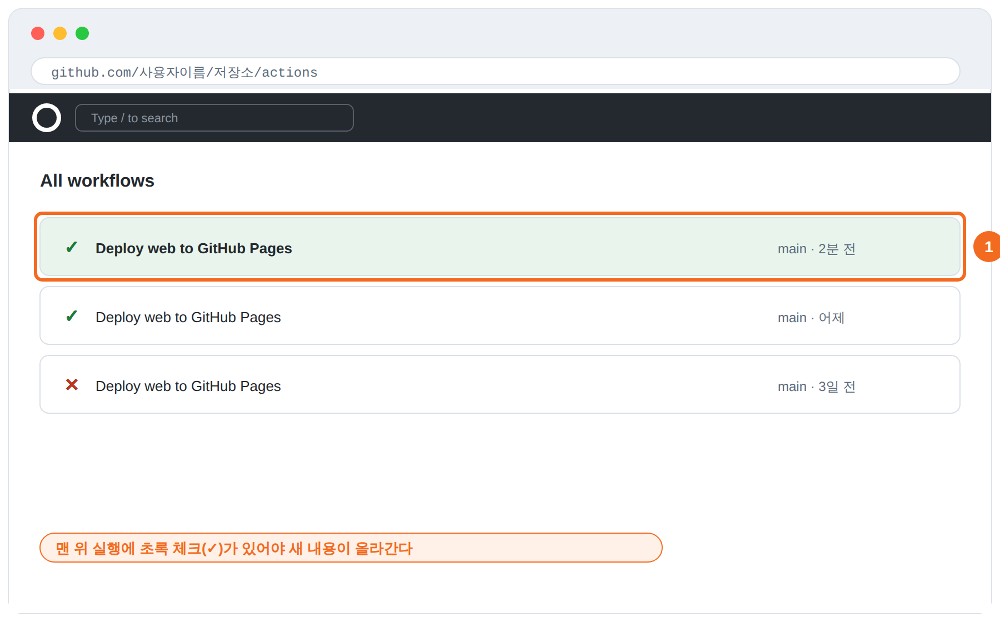 github.com/사용자이름/저장소/actions
Type / to search
All workflows
✓ Deploy web to GitHub Pages main · 2분 전
1
✓ Deploy web to GitHub Pages main · 어제
✕ Deploy web to GitHub Pages main · 3일 전
맨 위 실행에 초록 체크(✓)가 있어야 새 내용이 올라간다